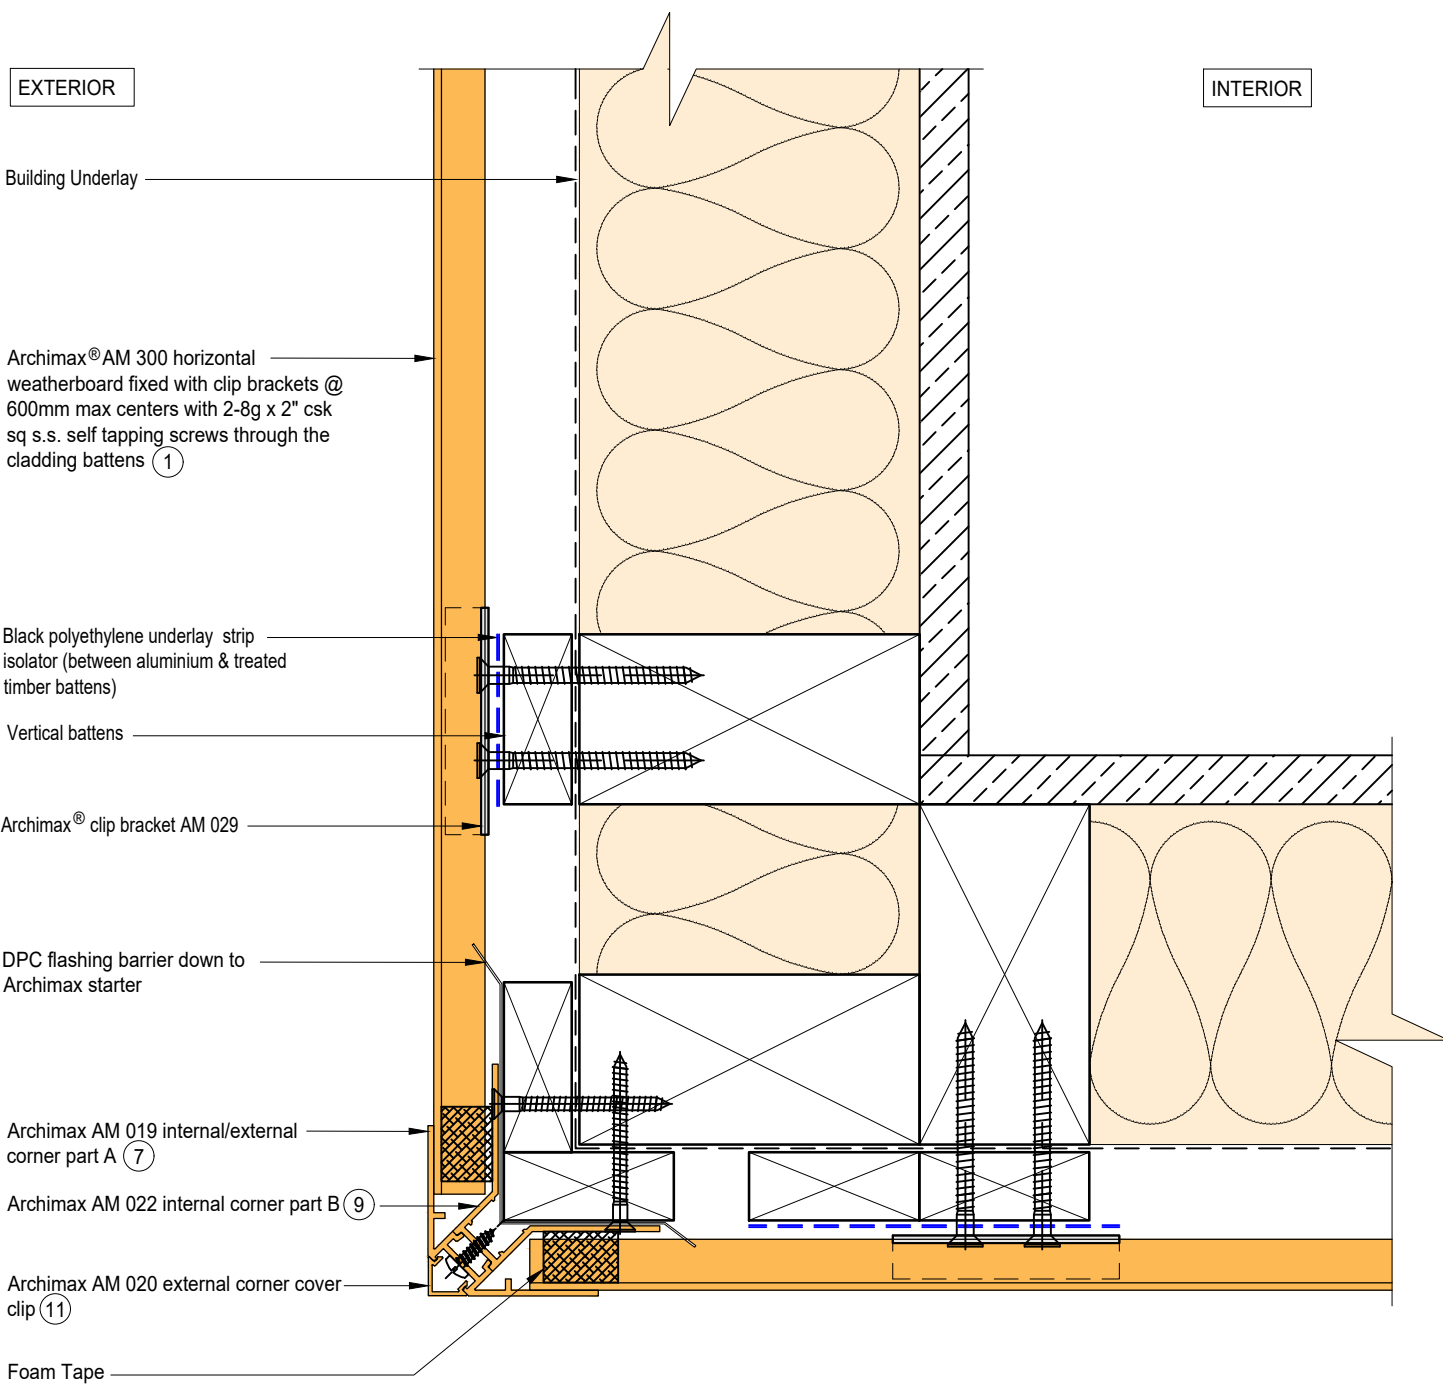 EXTERIOR
INTERIOR
Building Underlay
Archimax® AM 300 horizontal
weatherboard fixed with clip brackets @
600mm max centers with 2-8g x 2" csk
sq s.s. self tapping screws through the
cladding battens 1
Black polyethylene underlay strip
isolator (between aluminium & treated
timber battens)
Vertical battens
Archimax® clip bracket AM 029
DPC flashing barrier down to
Archimax starter
Archimax AM 019 internal/external
corner part A 7
Archimax AM 022 internal corner part B 9
Archimax AM 020 external corner cover
clip 11
Foam Tape